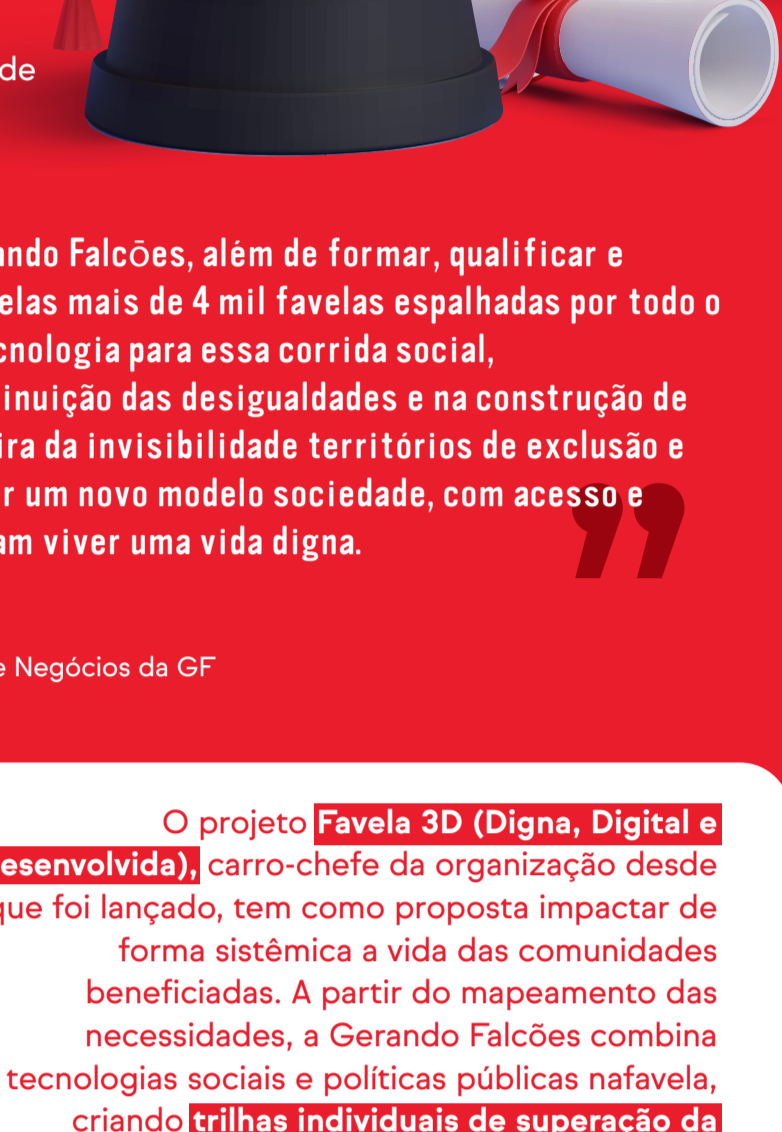 de
ando Falcões, além de formar, qualificar e
elas mais de 4 mil favelas espalhadas por todo o
cnologia para essa corrida social,
inuição das desigualdades e na construção de
ira da invisibilidade territórios de exclusão e
r um novo modelo sociedade, com acesso e
am viver uma vida digna.
”
e Negócios da GF
O projeto Favela 3D (Digna, Digital e
esenvolvida), carro-chefe da organização desde
que foi lançado, tem como proposta impactar de
forma sistêmica a vida das comunidades
beneficiadas. A partir do mapeamento das
necessidades, a Gerando Falcões combina
tecnologias sociais e políticas públicas nafavela,
criando trilhas individuais de superação da